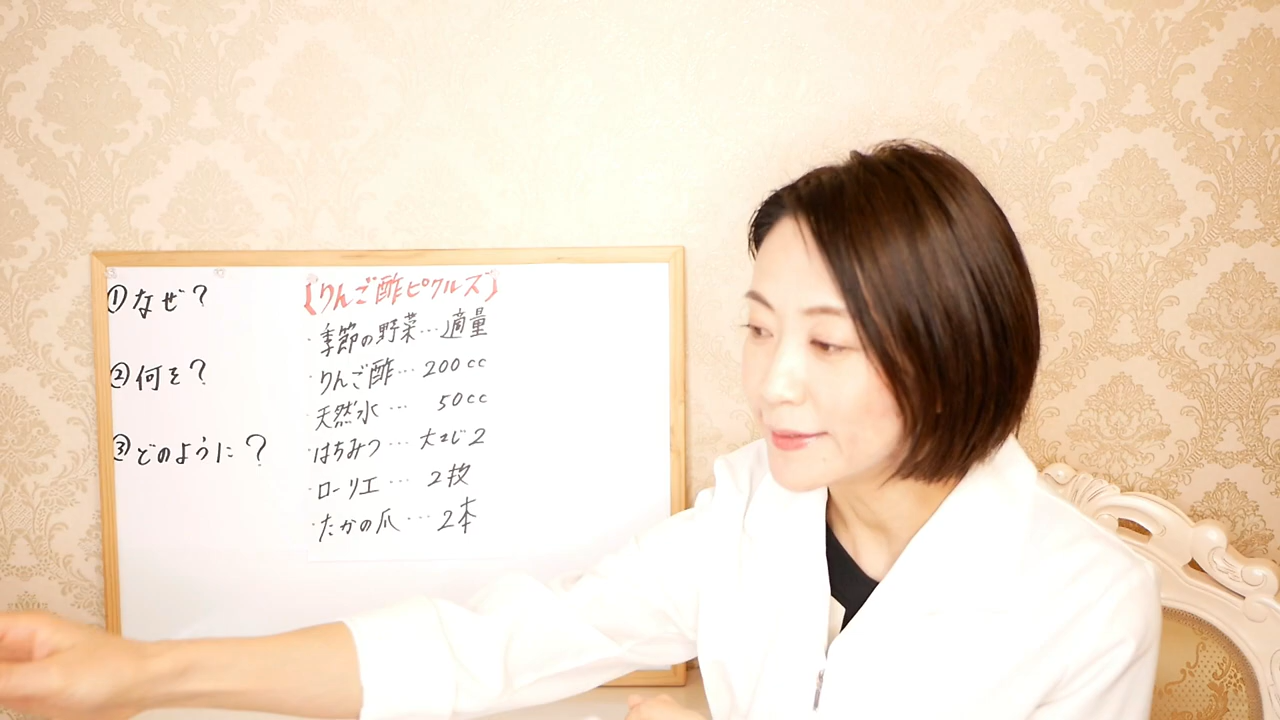 ①なぜ?
②何を?
③どのように?
【りんご酢ピクルス】
・季節の野菜…適量
・りんご酢…200cc
天然水…50cc
・はちみつ…大さじ2
・ローリエ…2枚
・たかの爪…2本